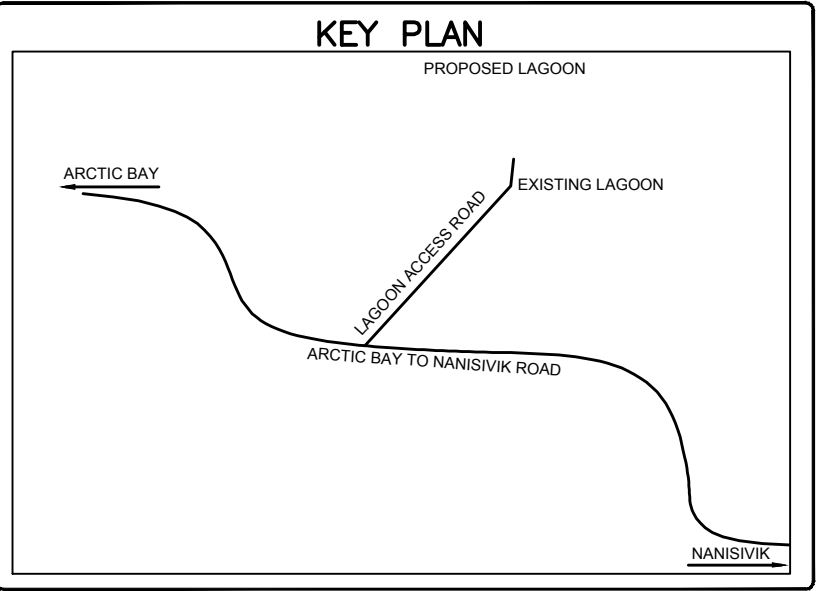 KEY PLAN
PROPOSED LAGOON
ARCTIC BAY
EXISTING LAGOON
LAGOON ACCESS ROAD
ARCTIC BAY TO NANISIVIK ROAD
NANISIVIK